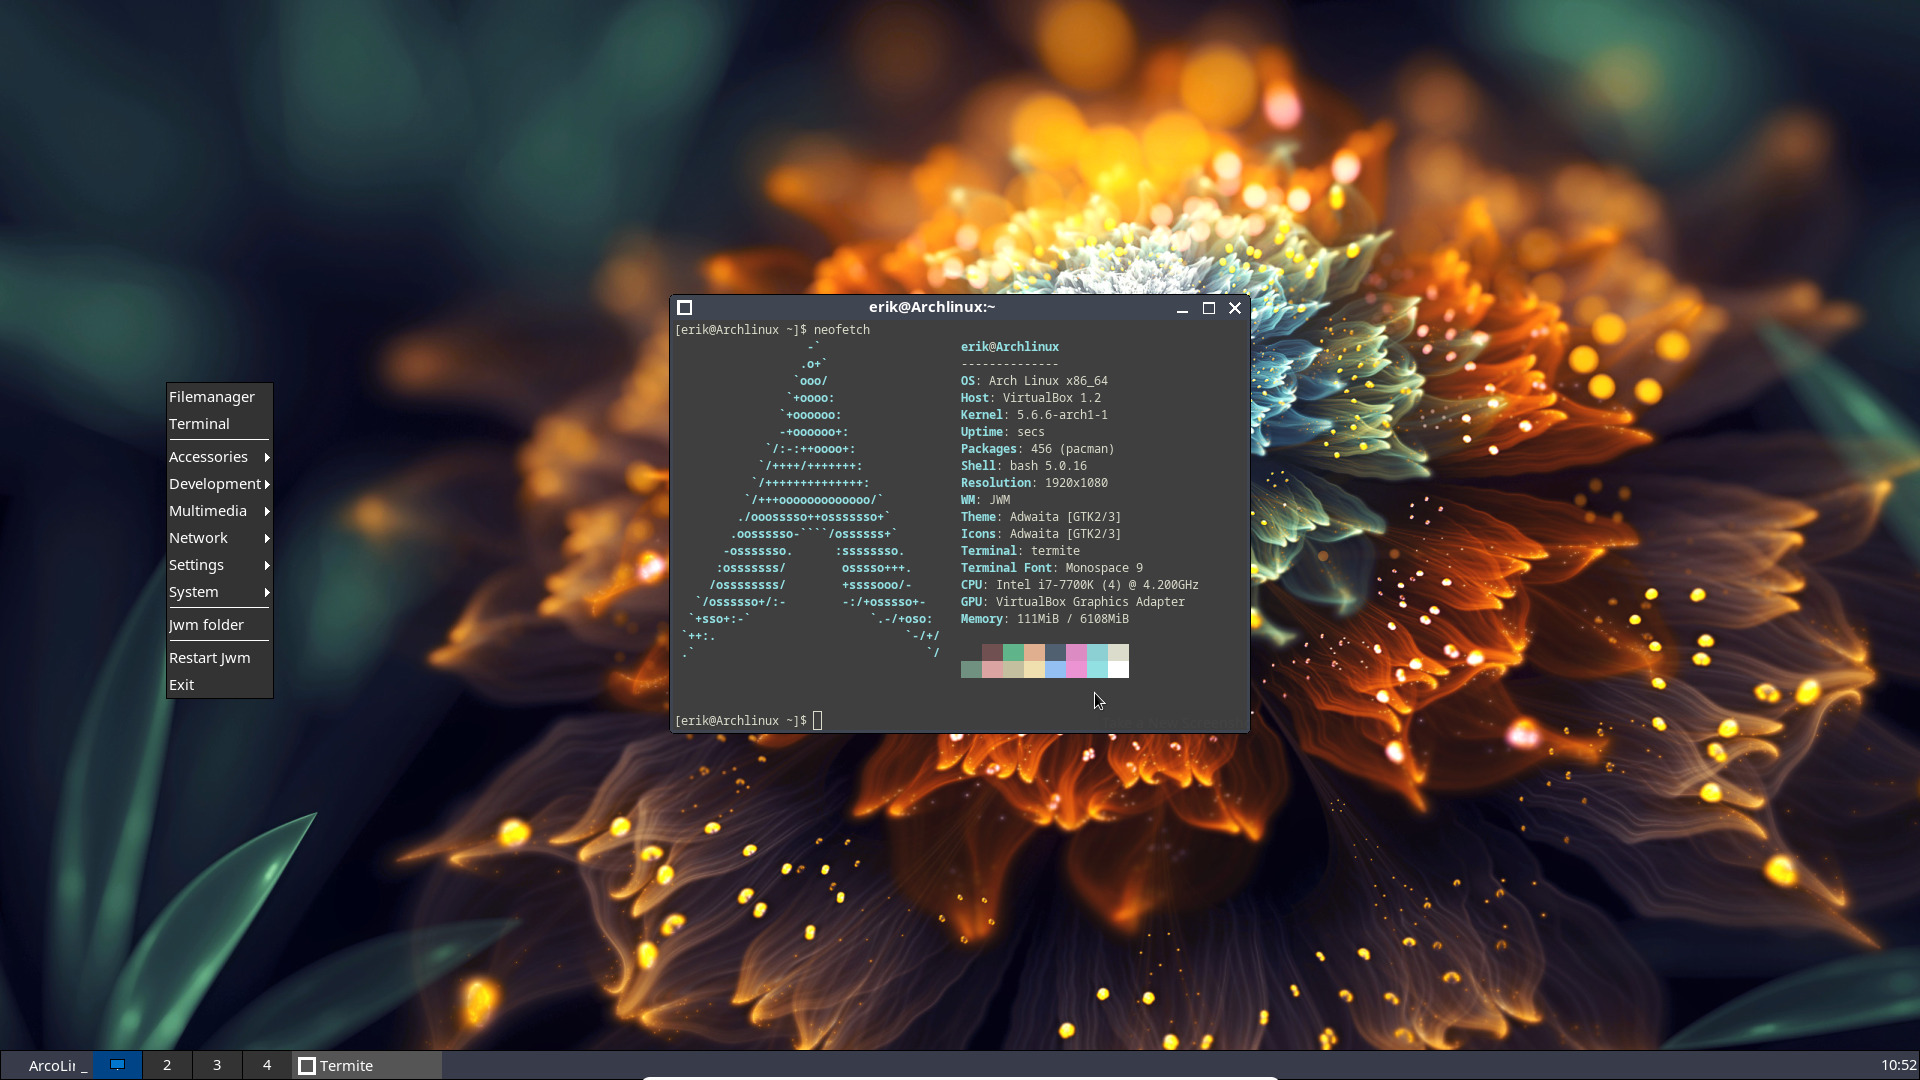 erik@Archlinux:~
[erik@Archlinux ~]$ neofetch
-`
.o+`
`ooo/
`+oooo:
`+oooooo:
-+oooooo+:
`/:-:++oooo+:
`/++++/+++++++:
`/++++++++++++++:
`/+++ooooooooooooo/`
./ooosssso++osssssso+`
.oossssso-````/ossssss+`
-osssssso. :ssssssso.
:osssssss/ osssso+++.
/ossssssss/ +ssssooo/-
`/ossssso+/:- -:/+osssso+-
`+sso+:-` `.-/+oso:
`++:. `-/+/
.` `/
erik@Archlinux
--------------
OS: Arch Linux x86_64
Host: VirtualBox 1.2
Kernel: 5.6.6-arch1-1
Uptime: secs
Packages: 456 (pacman)
Shell: bash 5.0.16
Resolution: 1920x1080
WM: JWM
Theme: Adwaita [GTK2/3]
Icons: Adwaita [GTK2/3]
Terminal: termite
Terminal Font: Monospace 9
CPU: Intel i7-7700K (4) @ 4.200GHz
GPU: VirtualBox Graphics Adapter
Memory: 111MiB / 6108MiB
[erik@Archlinux ~]$
Filemanager
Terminal
Accessories
Development
Multimedia
Network
Settings
System
Jwm folder
Restart Jwm
Exit
ArcoLi _ 2 3 4 Termite 10:52